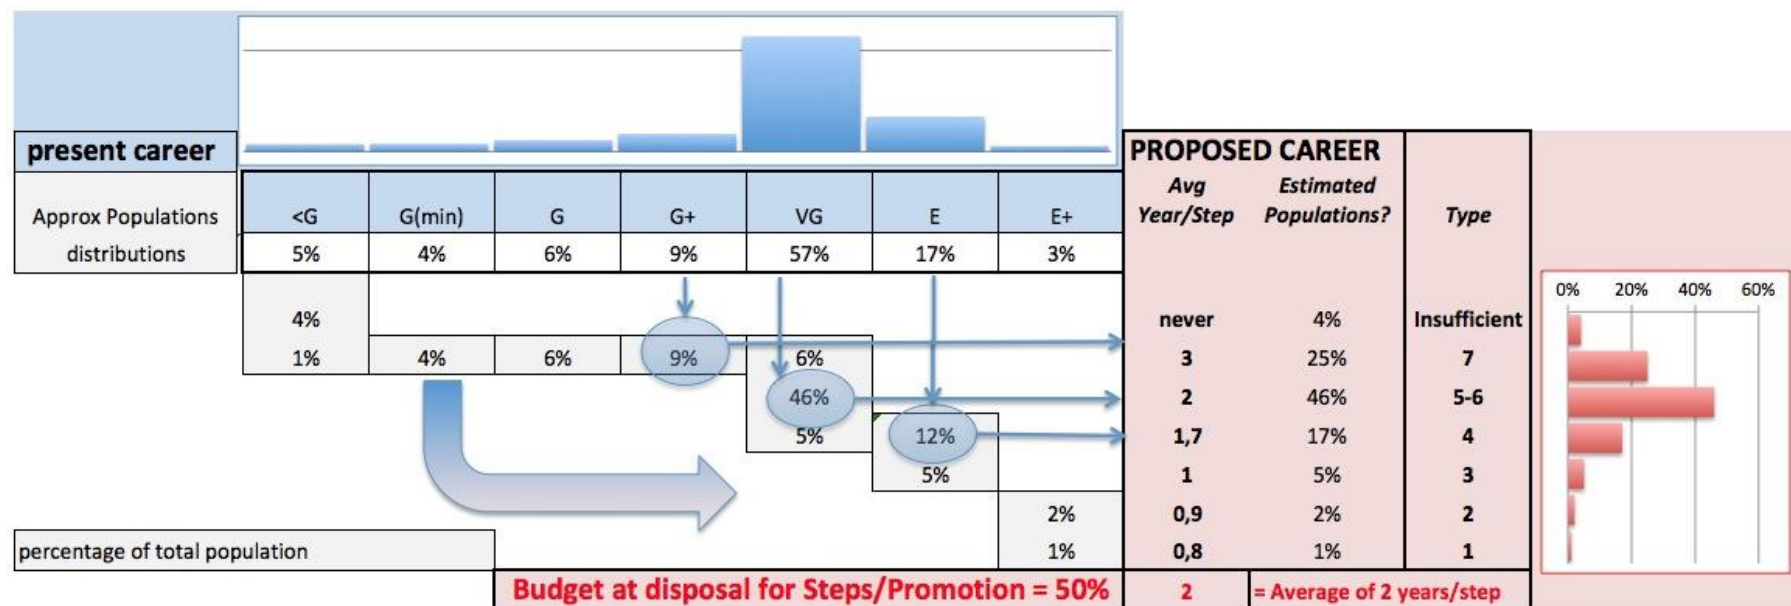 present career
Approx Populations distributions
<G G(min) G G+ VG E E+
5% 4% 6% 9% 57% 17% 3%
PROPOSED CAREER
Avg Year/Step
Estimated Populations?
Type
4% never 4% Insufficient
1% 4% 6% 9% 6% 3 25% 7
46% 2 46% 5-6
5% 12% 1,7 17% 4
5% 1 5% 3
2% 0,9 2% 2
percentage of total population 1% 0,8 1% 1
Budget at disposal for Steps/Promotion = 50% 2 = Average of 2 years/step
0% 20% 40% 60%